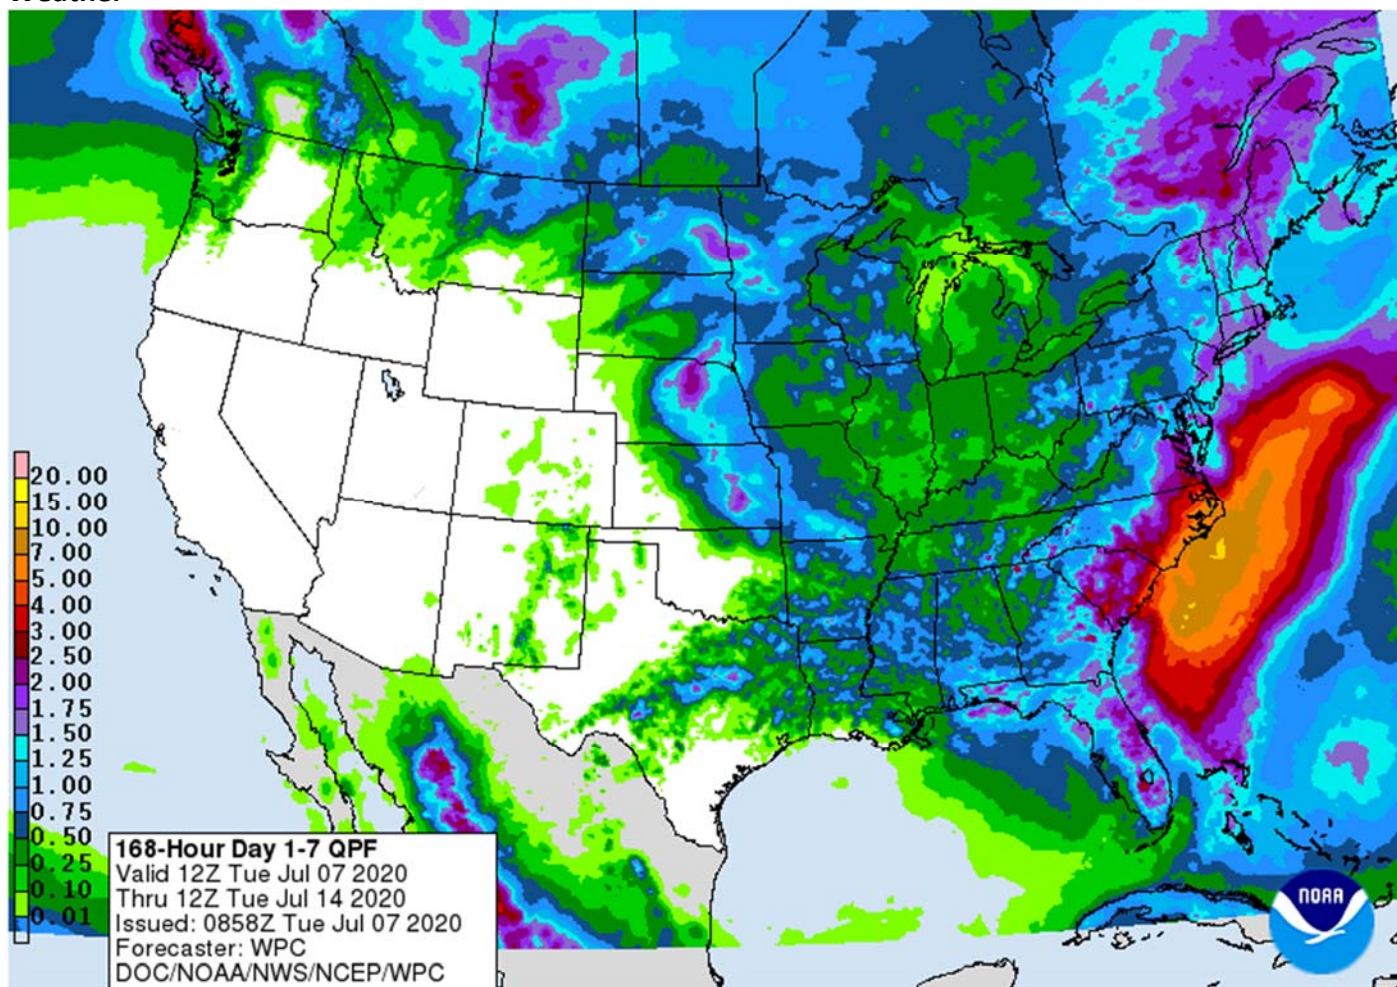 Weather
20.00
15.00
10.00
7.00
5.00
4.00
3.00
2.50
2.00
1.75
1.50
1.25
1.00
0.75
0.50
0.25
0.10
0.01
168-Hour Day 1-7 QPF
Valid 12Z Tue Jul 07 2020
Thru 12Z Tue Jul 14 2020
Issued: 0858Z Tue Jul 07 2020
Forecaster: WPC
DOC/NOAA/NWS/NCEP/WPC
NOAA